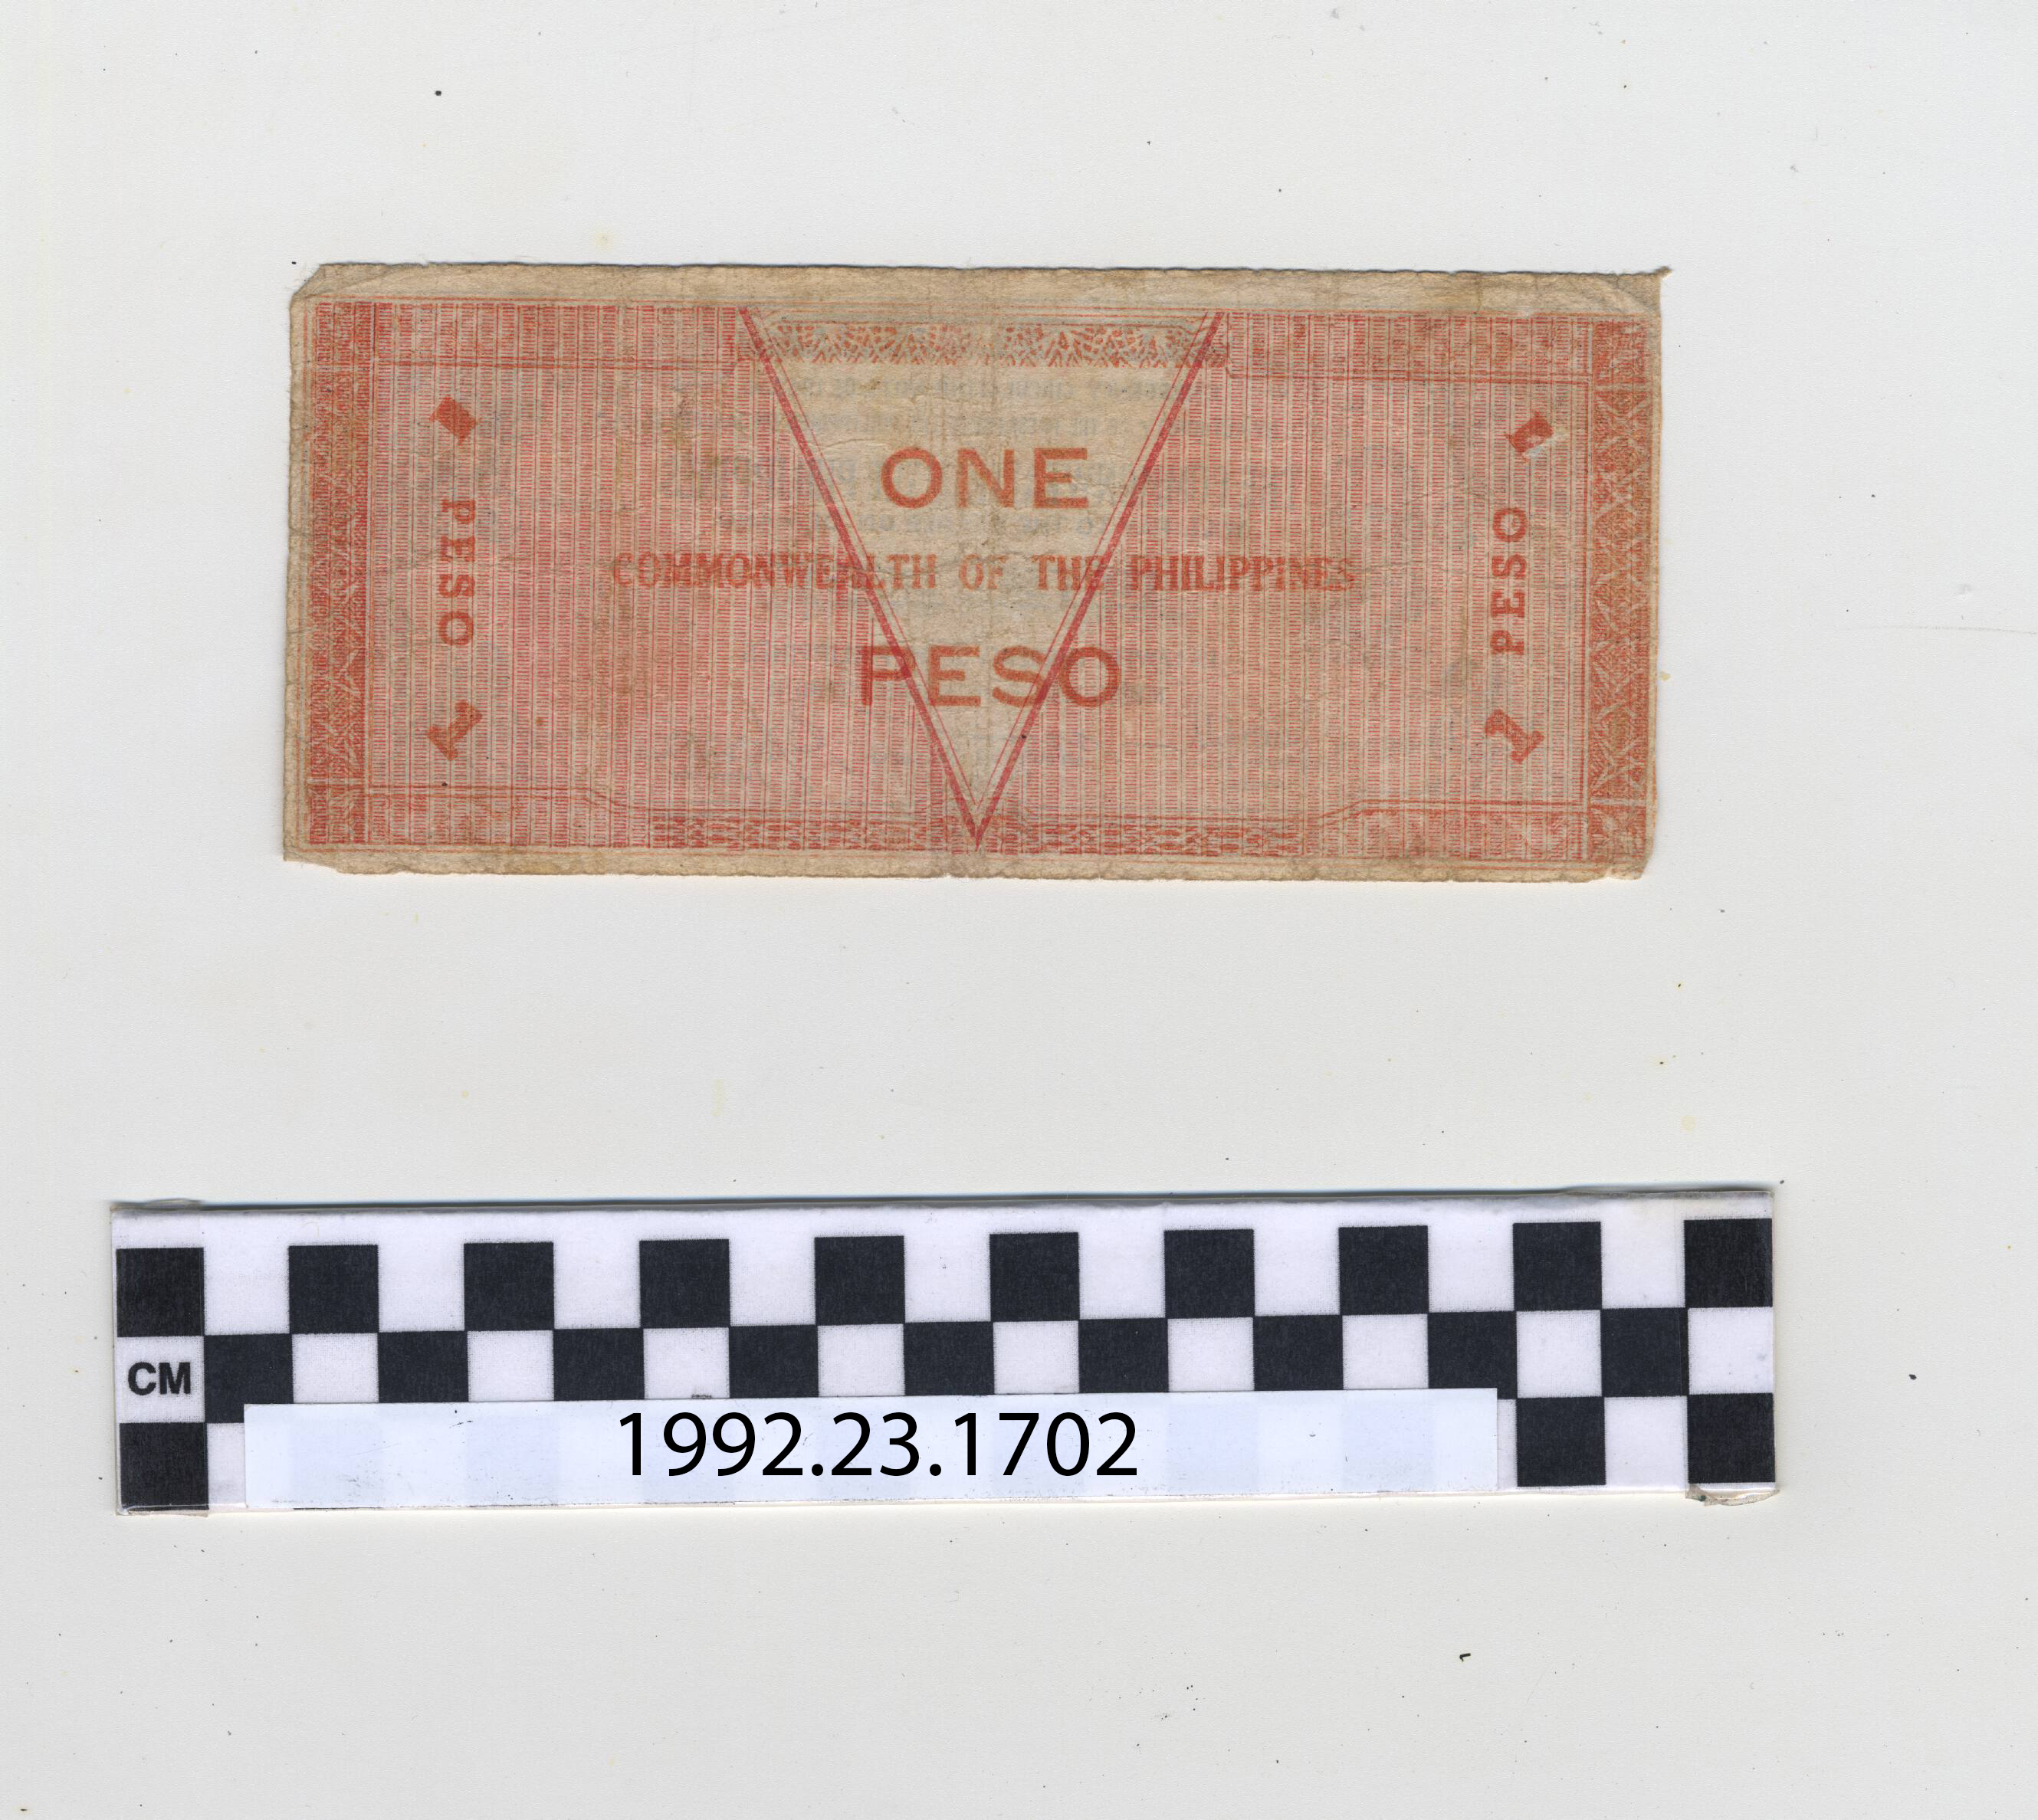 ONE
COMMONWEALTH OF THE PHILIPPINES
PESO
PESO 1
1 PESO
CM
1992.23.1702